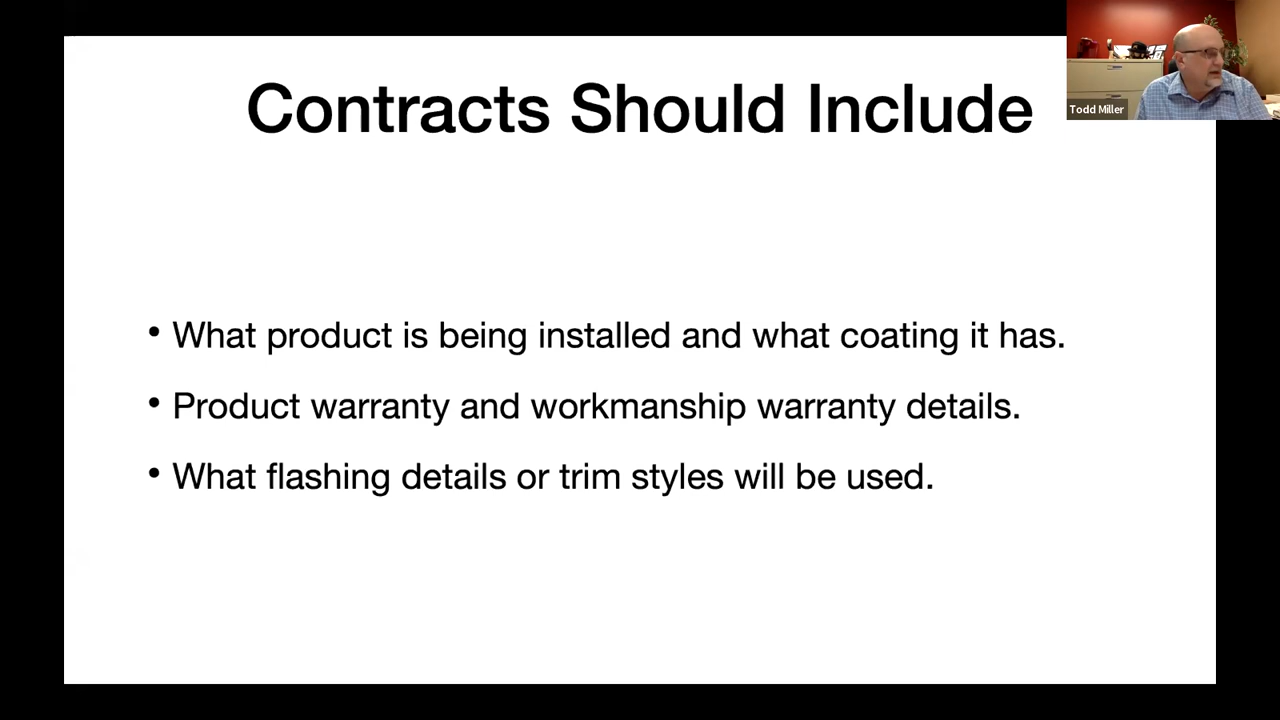 Contracts Should Include
Todd Miller
• What product is being installed and what coating it has.
• Product warranty and workmanship warranty details.
• What flashing details or trim styles will be used.